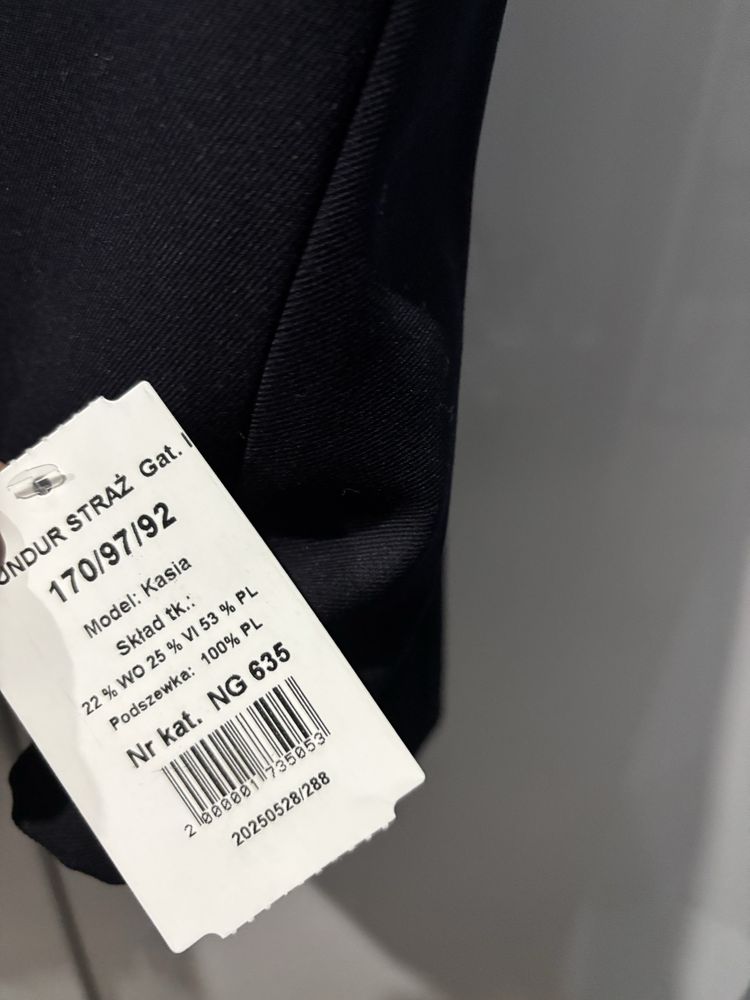 UNDUR STRAŻ Gat. I
170/97/92
Model: Kasia
Skład tk.:
22 % WO 25 % VI 53 % PL
Podszewka: 100% PL
Nr kat. NG 635
2 000001 735053
20250528/288